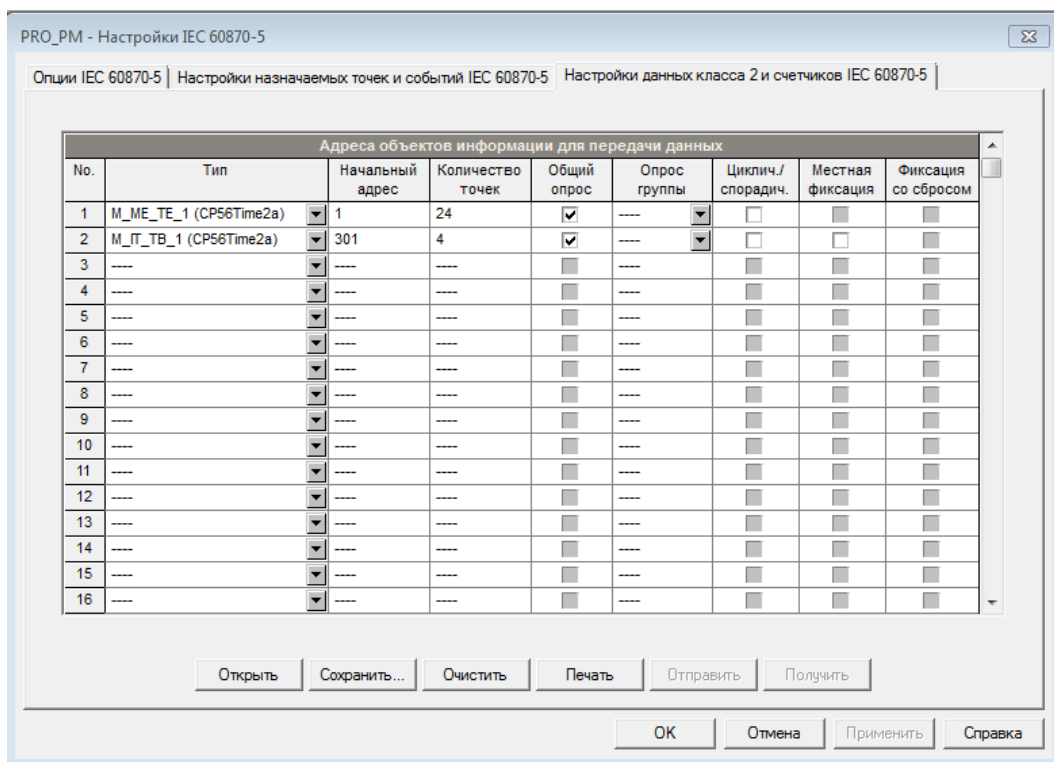 PRO_PM - Настройки IEC 60870-5
Опции IEC 60870-5 Настройки назначаемых точек и событий IEC 60870-5 Настройки данных класса 2 и счетчиков IEC 60870-5
Адреса объектов информации для передачи данных
No. Тип Начальный адрес Количество точек Общий опрос Опрос группы Циклич./ спорадич. Местная фиксация Фиксация со сбросом
1 M_ME_TE_1 (CP56Time2a) 1 24 ----
2 M_IT_TB_1 (CP56Time2a) 301 4 ----
3 ---- ---- ---- ----
4 ---- ---- ---- ----
5 ---- ---- ---- ----
6 ---- ---- ---- ----
7 ---- ---- ---- ----
8 ---- ---- ---- ----
9 ---- ---- ---- ----
10 ---- ---- ---- ----
11 ---- ---- ---- ----
12 ---- ---- ---- ----
13 ---- ---- ---- ----
14 ---- ---- ---- ----
15 ---- ---- ---- ----
16 ---- ---- ---- ----
Открыть Сохранить... Очистить Печать Отправить Получить
OK Отмена Применить Справка